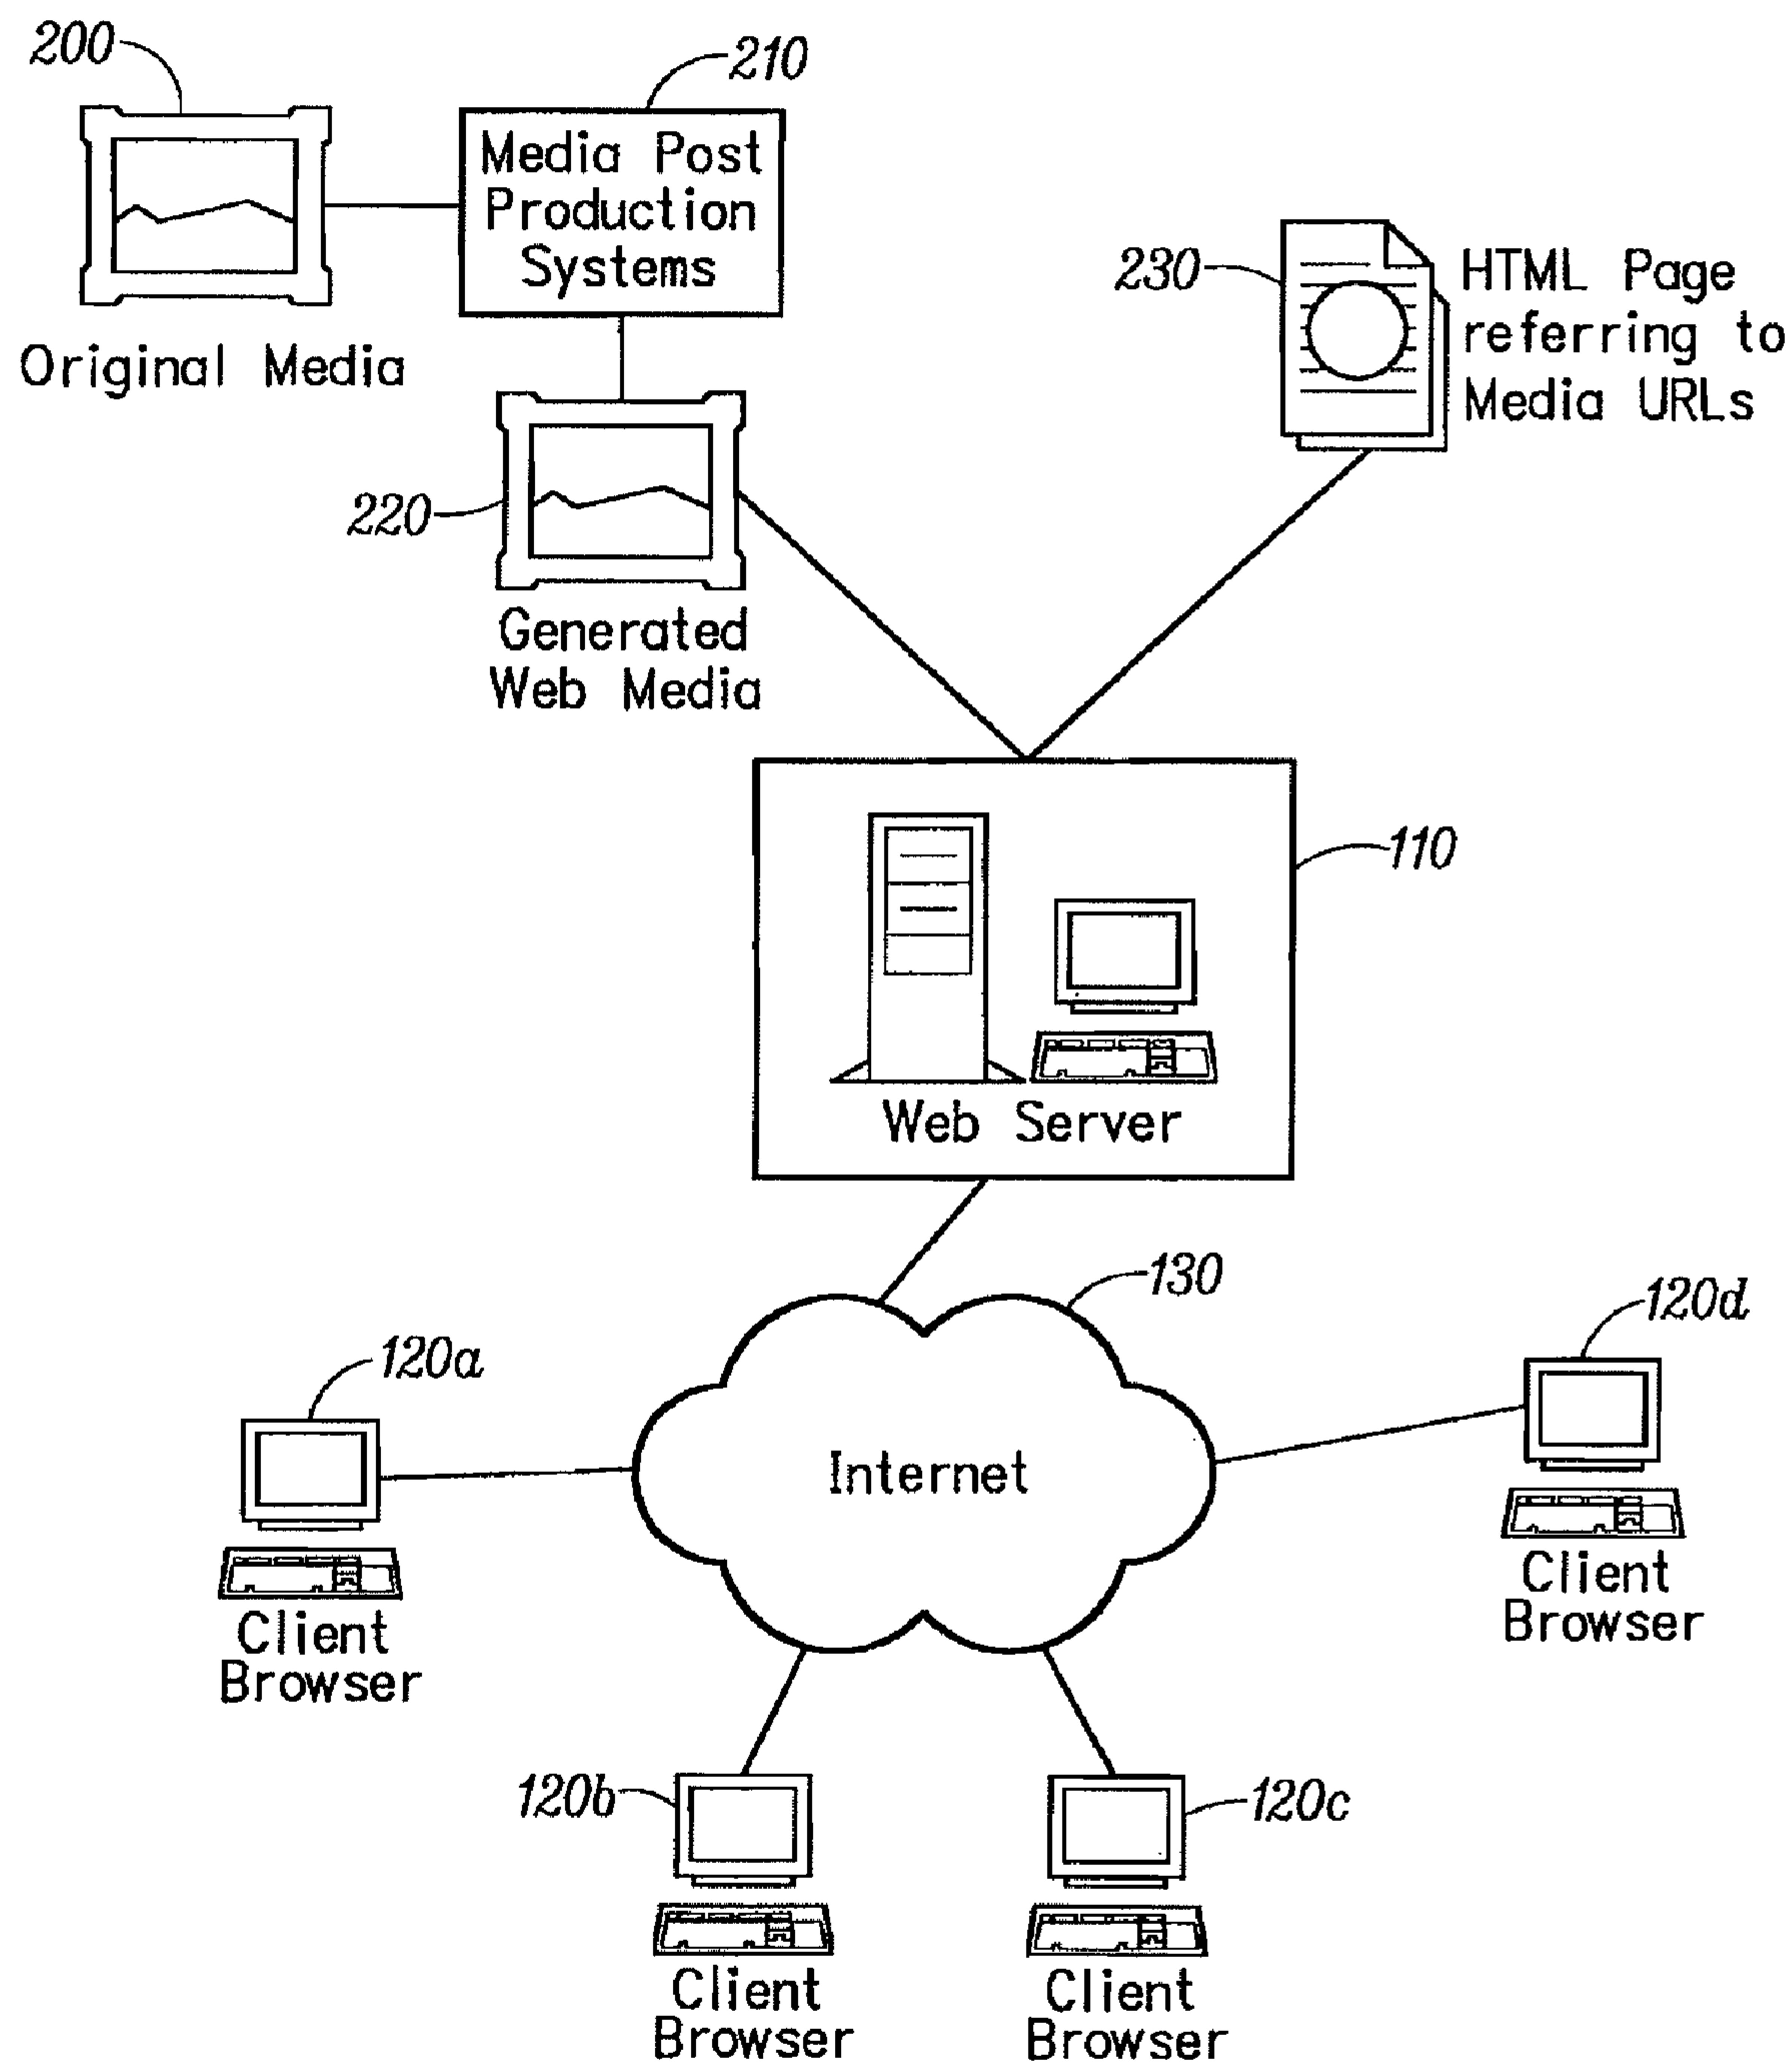 200
210
Media Post
Production
Systems
Original Media
230
HTML Page
referring to
Media URLs
220
Generated
Web Media
110
Web Server
130
120a
120d
Internet
Client
Browser
Client
Browser
120b
120c
Client
Browser
Client
Browser